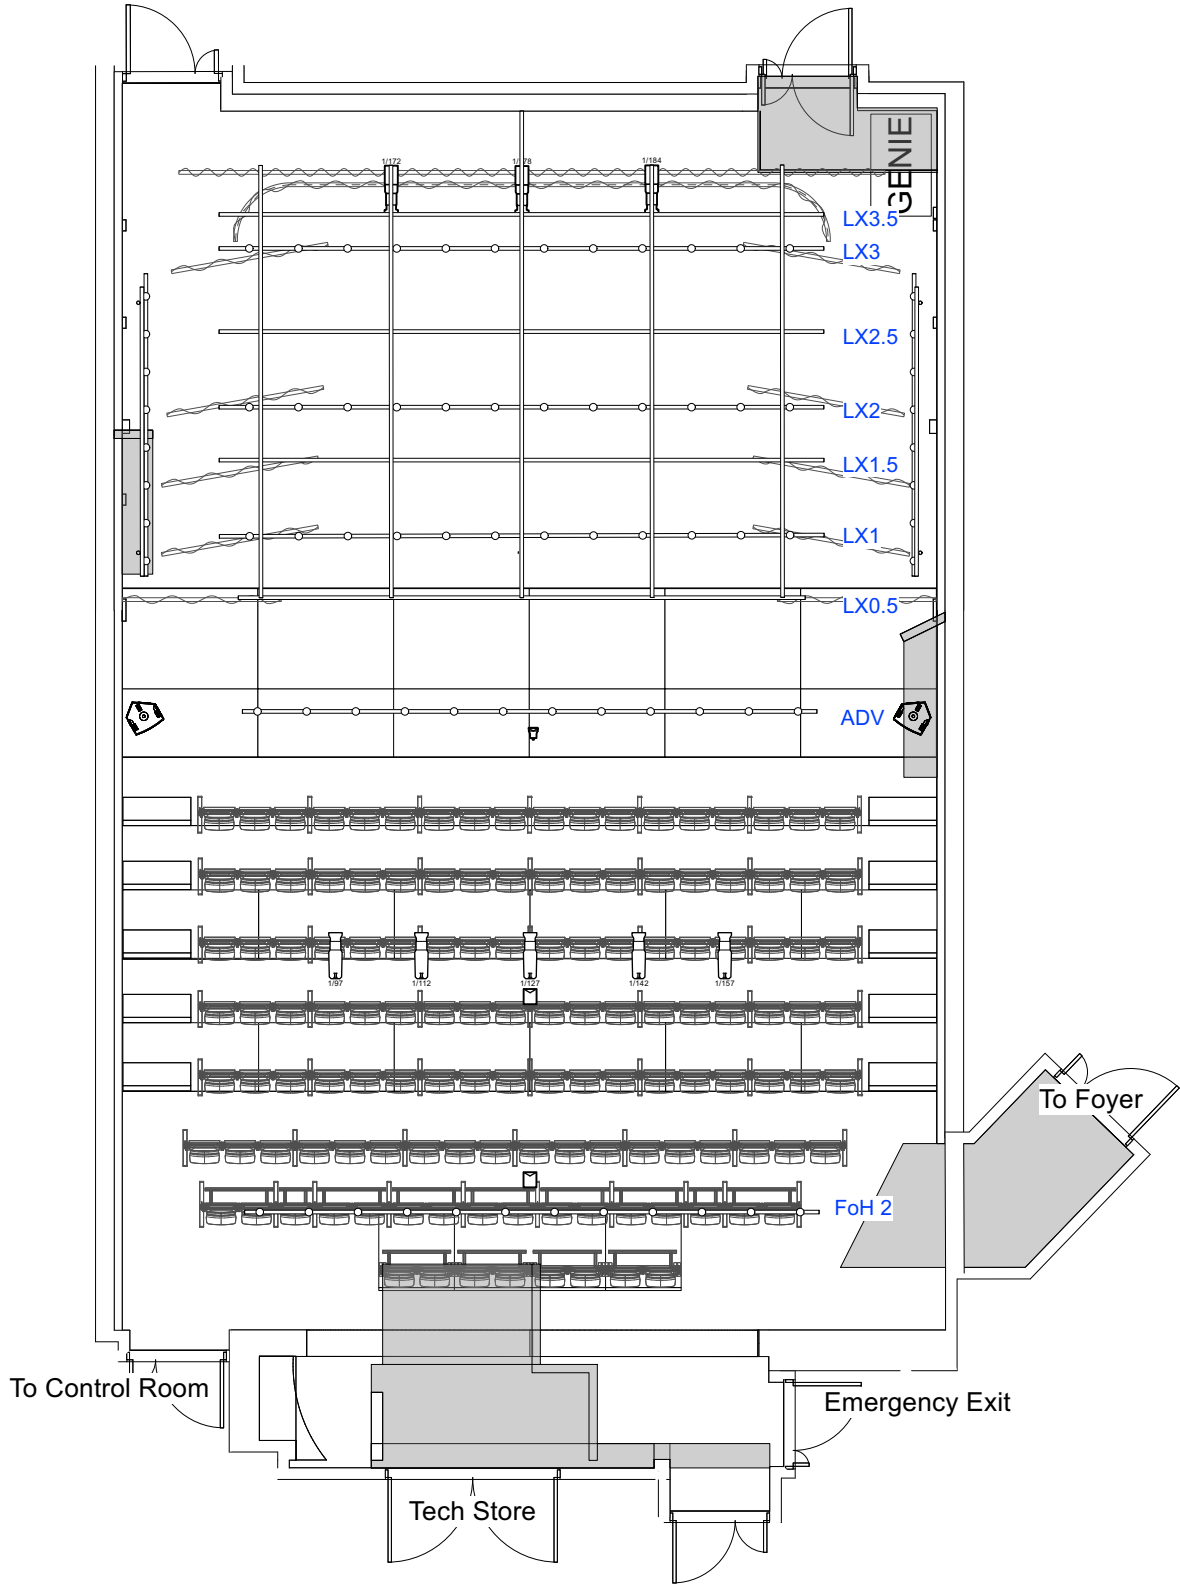 1/172
1/178
1/184
GENIE
LX3.5
LX3
LX2.5
LX2
LX1.5
LX1
LX0.5
ADV
1/97
1/112
1/127
1/142
1/157
To Foyer
FoH 2
To Control Room
Emergency Exit
Tech Store